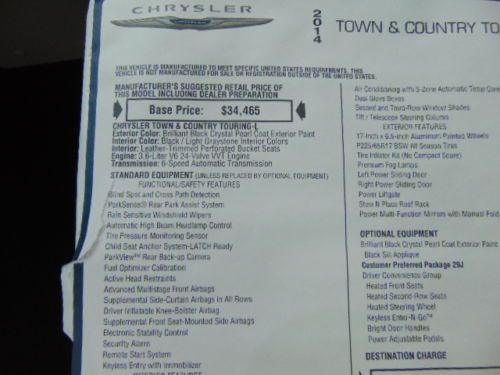 CHRYSLER
2014
TOWN & COUNTRY TO
THIS VEHICLE IS MANUFACTURED TO MEET SPECIFIC UNITED STATES REQUIREMENTS. THIS
VEHICLE IS NOT MANUFACTURED FOR SALE OR REGISTRATION OUTSIDE OF THE UNITED STATES.
MANUFACTURER'S SUGGESTED RETAIL PRICE OF
THIS MODEL INCLUDING DEALER PREPARATION
Base Price: $34,465
CHRYSLER TOWN & COUNTRY TOURING-L
Exterior Color: Brilliant Black Crystal Pearl Coat Exterior Paint
Interior Color: Black / Light Graystone Interior Colors
Interior: Leather-Trimmed Perforated Bucket Seats
Engine: 3.6-Liter V6 24-Valve VVT Engine
Transmission: 6-Speed Automatic Transmission
STANDARD EQUIPMENT (UNLESS REPLACED BY OPTIONAL EQUIPMENT)
FUNCTIONAL/SAFETY FEATURES
Blind Spot and Cross Path Detection
ParkSense® Rear Park Assist System
Rain Sensitive Windshield Wipers
Automatic High Beam Headlamp Control
Tire Pressure Monitoring Sensor
Child Seat Anchor System-LATCH Ready
ParkView® Rear Back-up Camera
Fuel Optimizer Calibration
Active Head Restraints
Advanced Multistage Front Airbags
Supplemental Side-Curtain Airbags in All Rows
Driver Inflatable Knee-Bolster Airbag
Supplemental Front Seat-Mounted Side Airbags
Electronic Stability Control
Security Alarm
Remote Start System
Keyless Entry with Immobilizer
INTERIOR FEATURES
Air Conditioning with 3-Zone Automatic Temp Con
Dual Glove Boxes
Second and Third-Row Window Shades
Tilt / Telescope Steering Column
EXTERIOR FEATURES
17-Inch x 6.5-Inch Aluminum Painted Wheels
P225/65R17 BSW All Season Tires
Tire Inflator Kit (No Compact Spare)
Premium Fog Lamps
Left Power Sliding Door
Right Power Sliding Door
Power Liftgate
Stow N Place Roof Rack
Power Multi-Function Mirrors with Manual Fold
OPTIONAL EQUIPMENT
Brilliant Black Crystal Pearl Coat Exterior Paint
Black Sill Applique
Customer Preferred Package 29J
Driver Convenience Group
Heated Front Seats
Heated Second-Row Seats
Heated Steering Wheel
Keyless Enter-N-Go™
Bright Door Handles
Power Adjustable Pedals
DESTINATION CHARGE